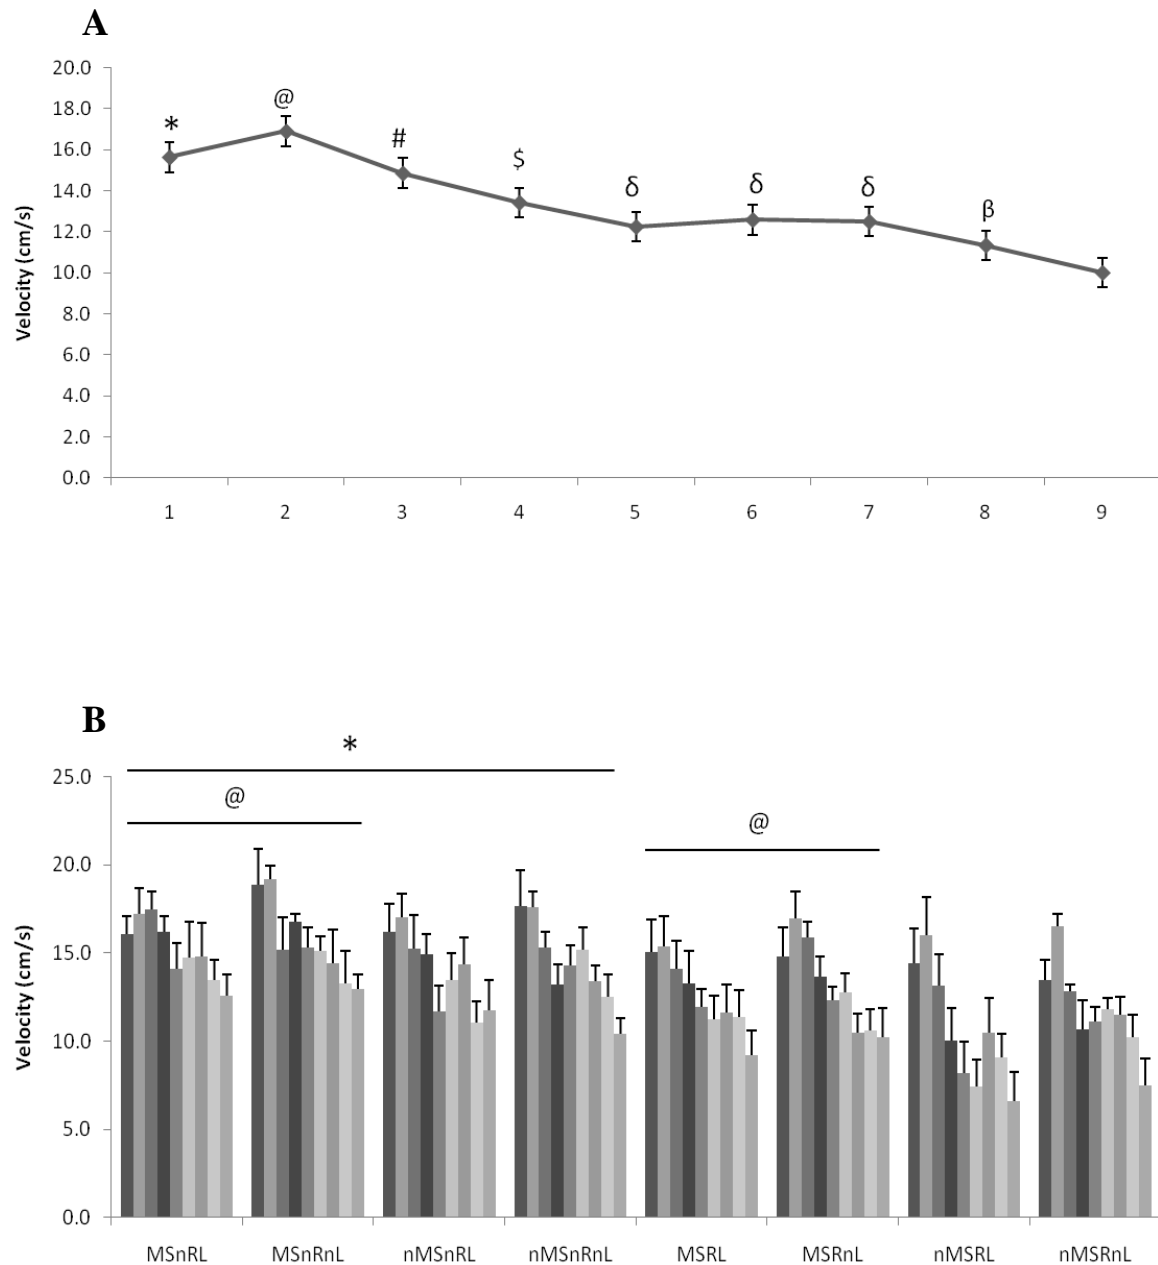 A
20.0
18.0
16.0
14.0
12.0
10.0
8.0
6.0
4.0
2.0
0.0
Velocity (cm/s)
* @ # $ δ δ δ β
1 2 3 4 5 6 7 8 9
B
*
@ @
25.0
20.0
15.0
10.0
5.0
0.0
Velocity (cm/s)
MSnRL MSnRnL nMSnRL nMSnRnL MSRL MSRnL nMSRL nMSRnL